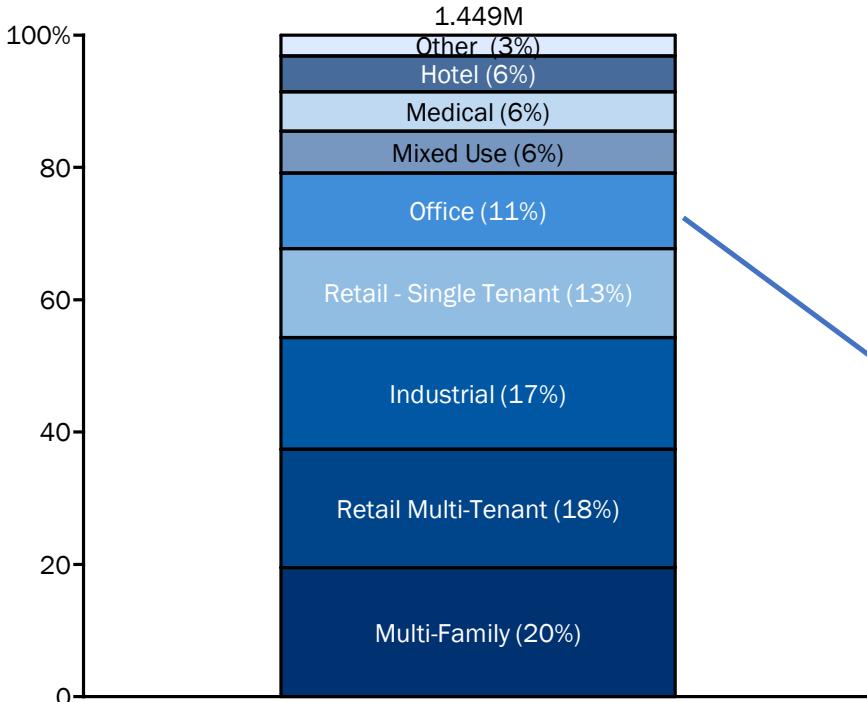 1.449M
100%
Other (3%)
Hotel (6%)
Medical (6%)
Mixed Use (6%)
80
Office (11%)
Retail - Single Tenant (13%)
60
Industrial (17%)
40
Retail Multi-Tenant (18%)
20
Multi-Family (20%)
0